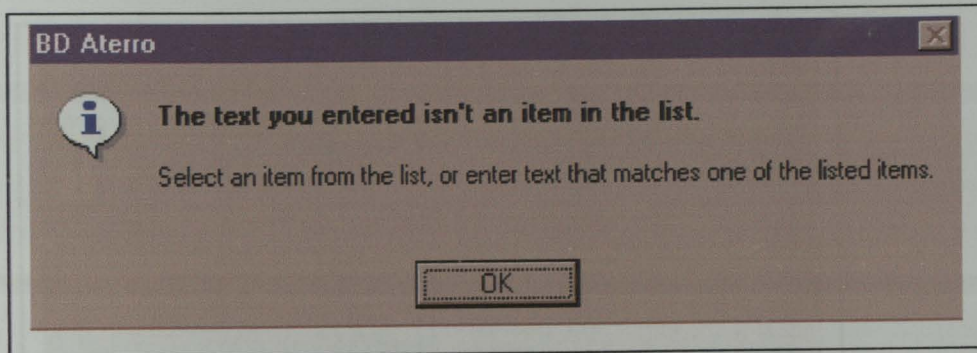 BD Aterro
The text you entered isn't an item in the list.
Select an item from the list, or enter text that matches one of the listed items.
OK